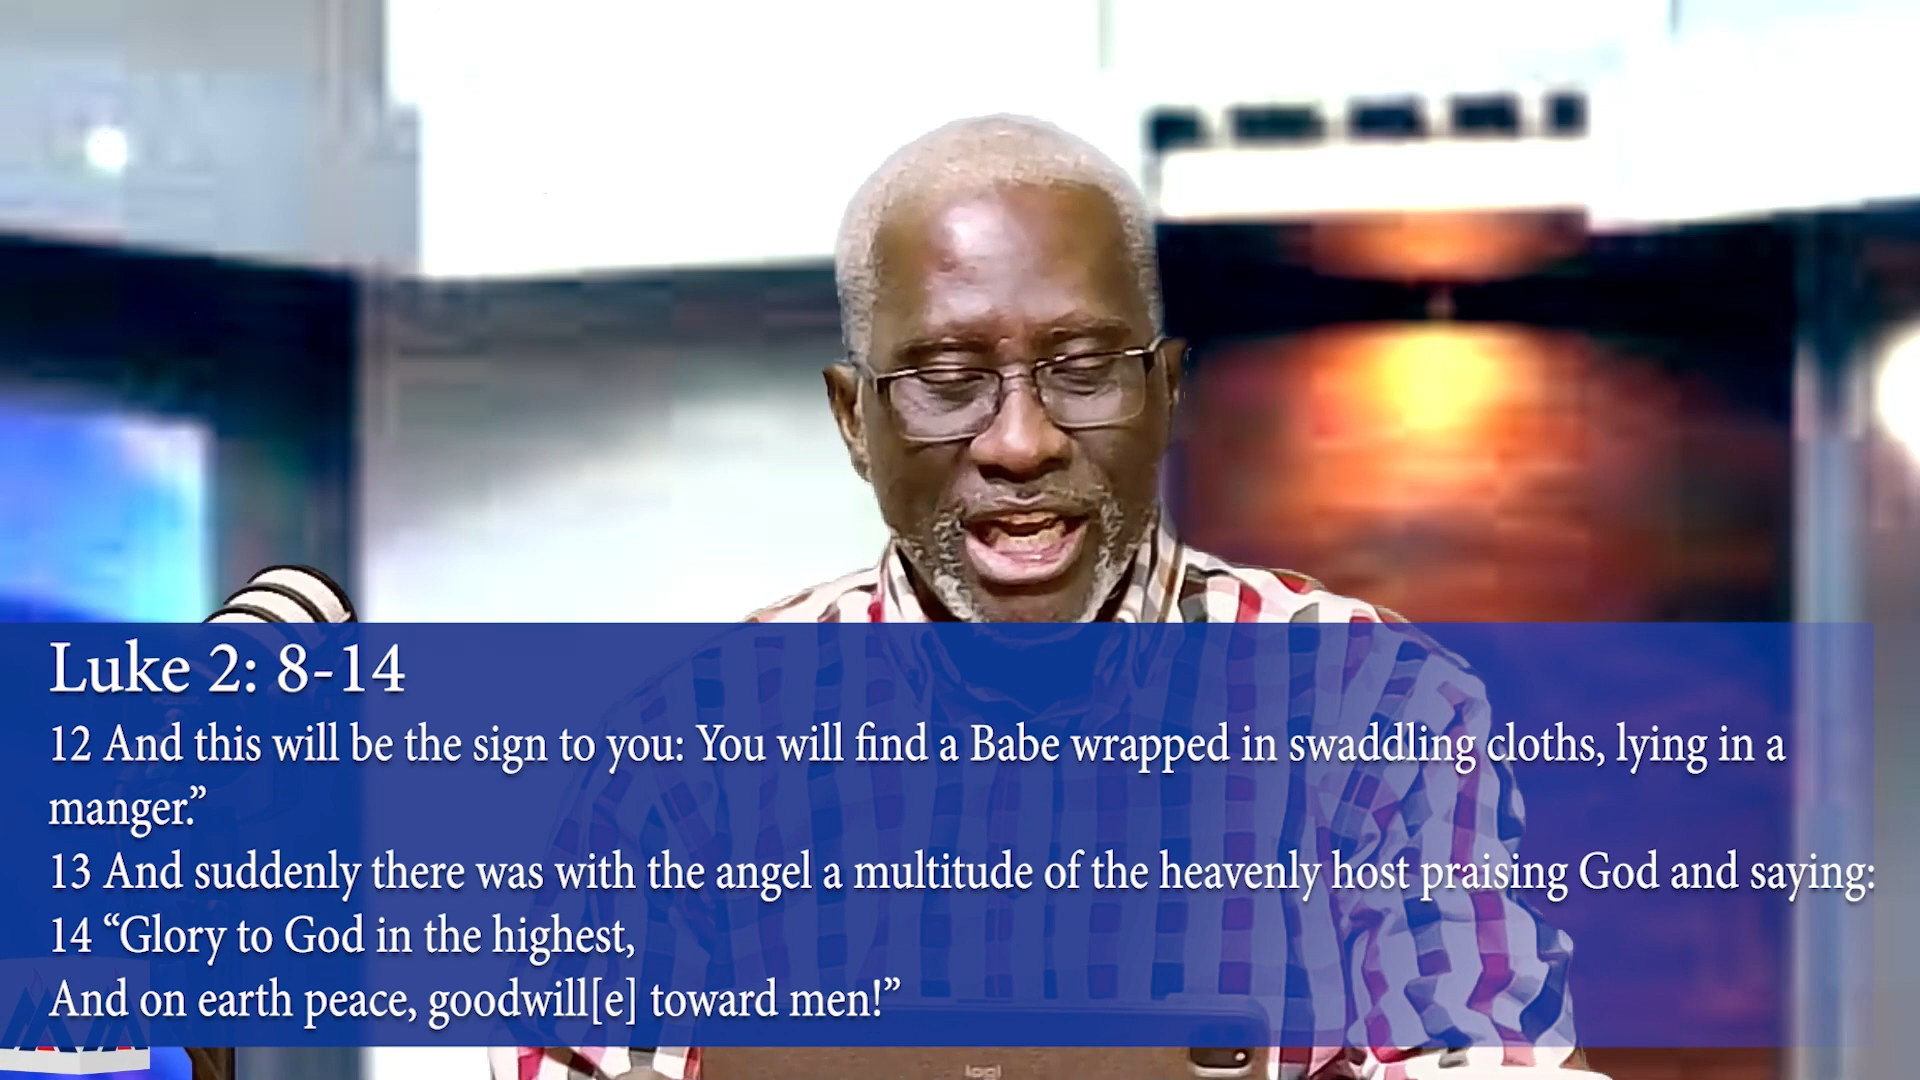 Luke 2: 8-14
12 And this will be the sign to you: You will find a Babe wrapped in swaddling cloths, lying in a
manger.”
13 And suddenly there was with the angel a multitude of the heavenly host praising God and saying:
14 “Glory to God in the highest,
And on earth peace, goodwill[e] toward men!”
logi